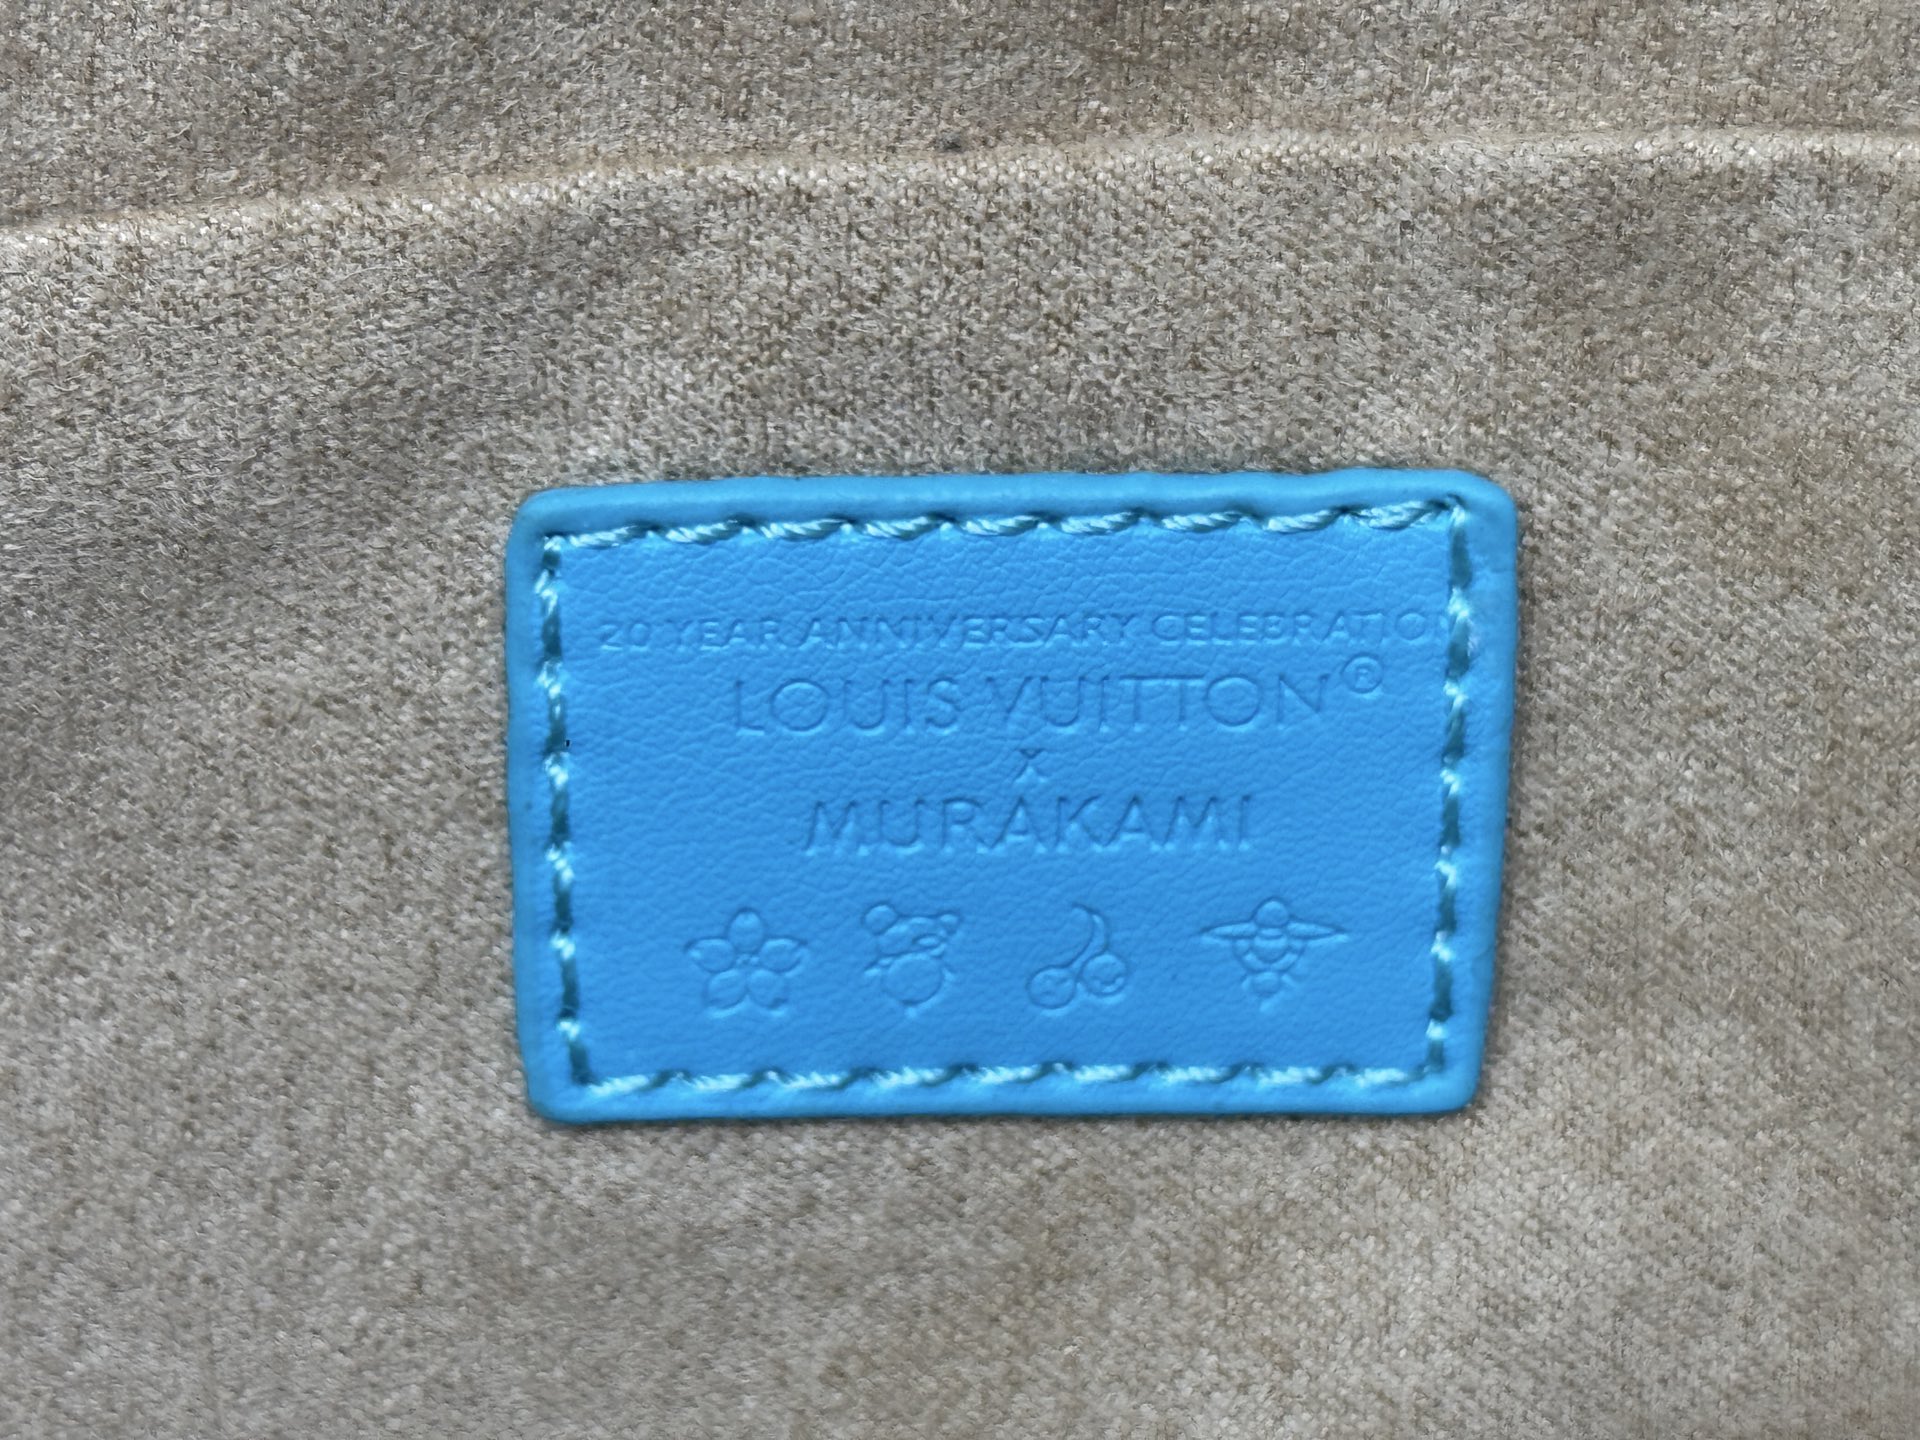 20 YEAR ANNIVERSARY CELEBRATION
LOUIS VUITTON®
x
MURAKAMI